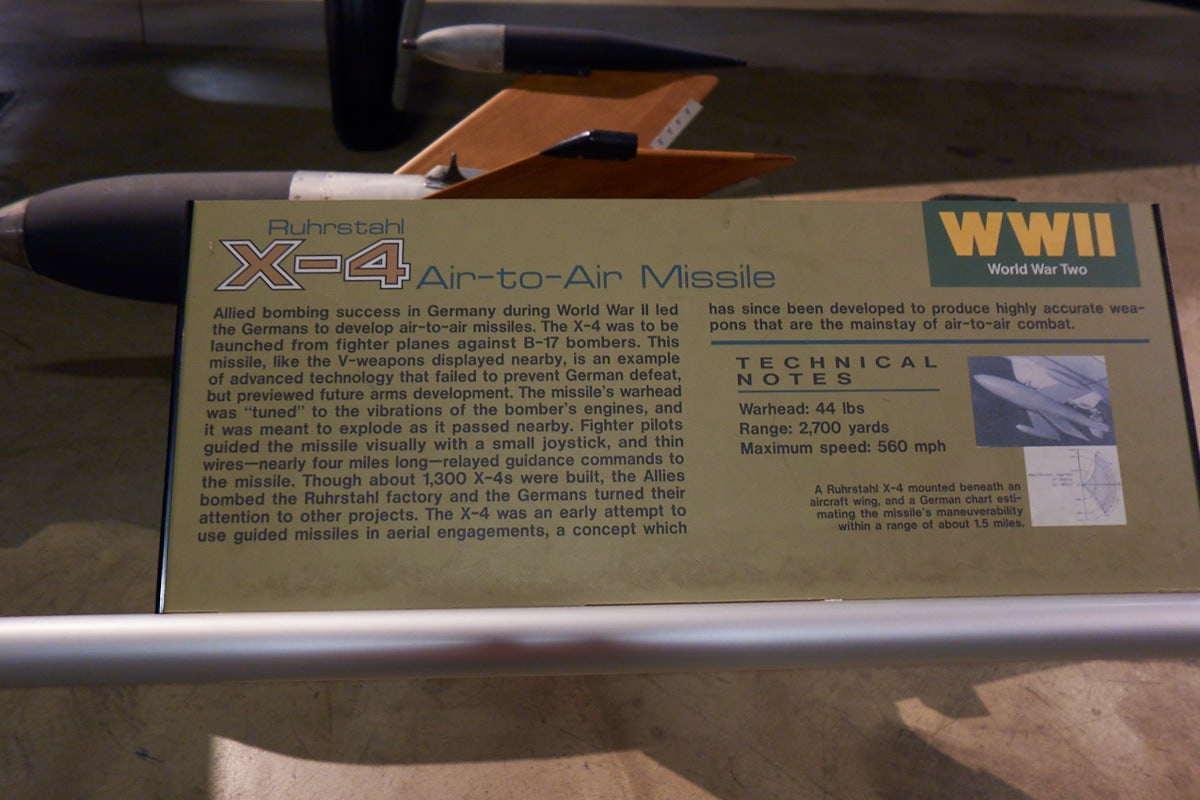 Ruhrstahl
X-4 Air-to-Air Missile
WWII
World War Two
Allied bombing success in Germany during World War II led
the Germans to develop air-to-air missiles. The X-4 was to be
launched from fighter planes against B-17 bombers. This
missile, like the V-weapons displayed nearby, is an example
of advanced technology that failed to prevent German defeat,
but previewed future arms development. The missile's warhead
was "tuned" to the vibrations of the bomber's engines, and
it was meant to explode as it passed nearby. Fighter pilots
guided the missile visually with a small joystick, and thin
wires—nearly four miles long—relayed guidance commands to
the missile. Though about 1,300 X-4s were built, the Allies
bombed the Ruhrstahl factory and the Germans turned their
attention to other projects. The X-4 was an early attempt to
use guided missiles in aerial engagements, a concept which
has since been developed to produce highly accurate wea-
pons that are the mainstay of air-to-air combat.
TECHNICAL
NOTES
Warhead: 44 lbs
Range: 2,700 yards
Maximum speed: 560 mph
A Ruhrstahl X-4 mounted beneath an
aircraft wing, and a German chart esti-
mating the missile's maneuverability
within a range of about 1.5 miles.